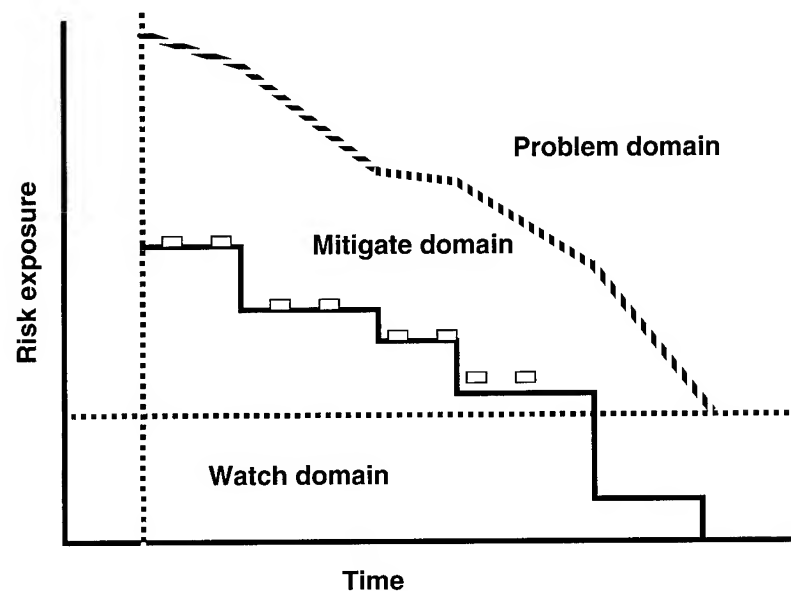 Problem domain
Mitigate domain
Risk exposure
Watch domain
Time